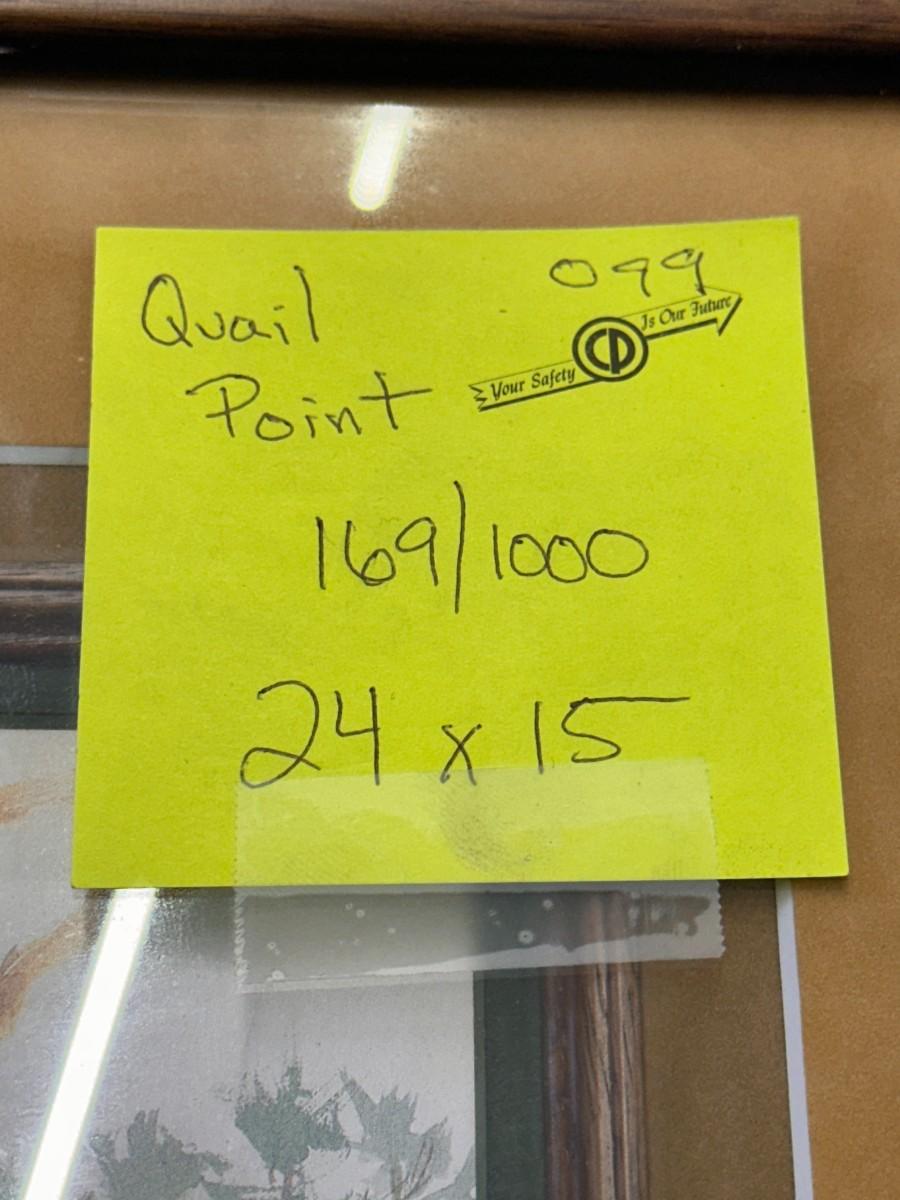 099
Quail
Point
Your Safety CP Is Our Future
169/1000
24 x 15